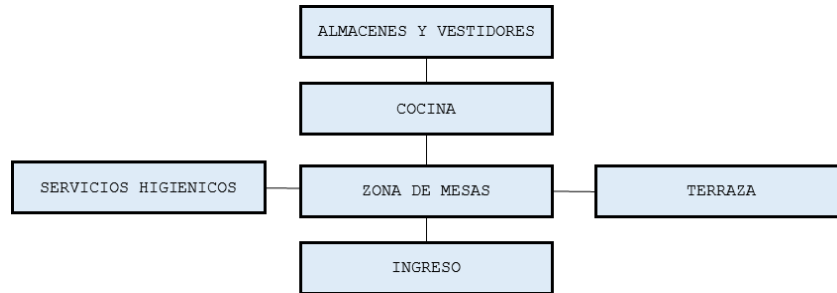 ALMACENES Y VESTIDORES
COCINA
SERVICIOS HIGIENICOS
ZONA DE MESAS
TERRAZA
INGRESO